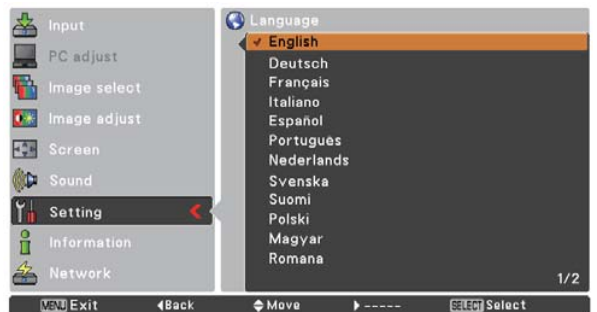 Input
PC adjust
Image select
Image adjust
Screen
Sound
Setting
Information
Network
Language
✔ English
Deutsch
Français
Italiano
Español
Português
Nederlands
Svenska
Suomi
Polski
Magyar
Romana
1/2
MENU Exit ◀Back Move ▶ ----- SELECT Select